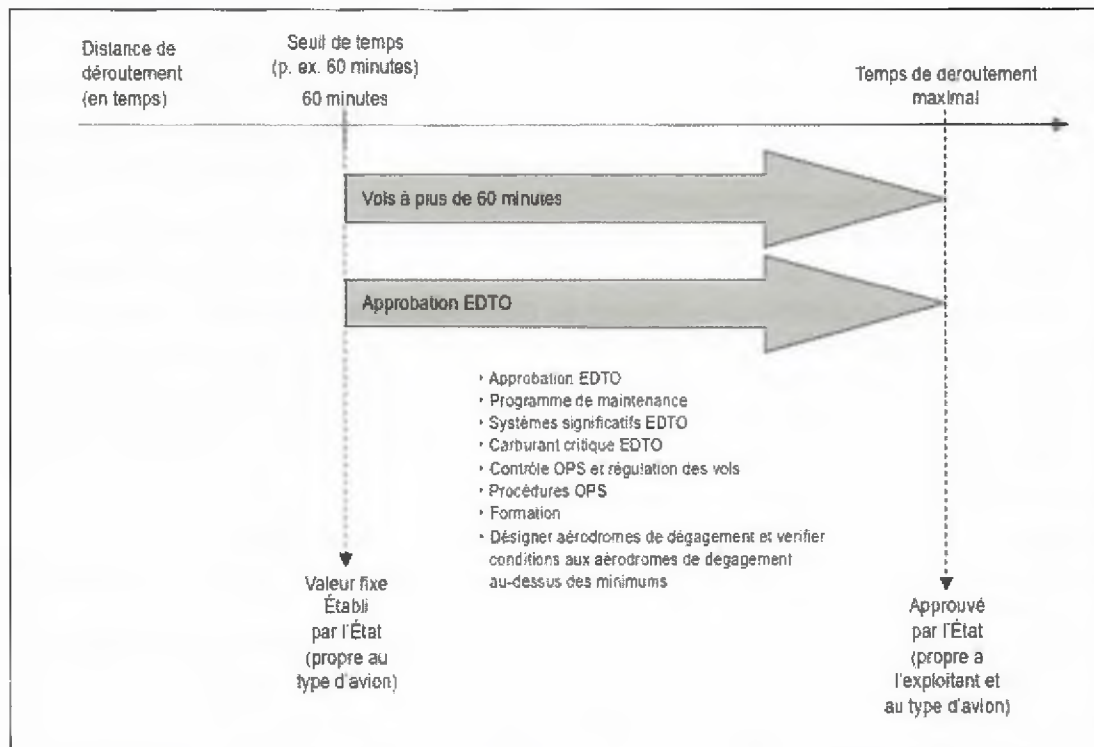 Distance de
déroutement
(en temps)
Seuil de temps
(p. ex. 60 minutes)
60 minutes
Temps de déroutement
maximal
Vols à plus de 60 minutes
Approbation EDTO
• Approbation EDTO
• Programme de maintenance
• Systèmes significatifs EDTO
• Carburant critique EDTO
• Contrôle OPS et régulation des vols
• Procédures OPS
• Formation
• Désigner aérodromes de dégagement et vérifier
conditions aux aérodromes de dégagement
au-dessus des minimums
Valeur fixe
Établi
par l'État
(propre au
type d'avion)
Approuvé
par l'État
(propre à
l'exploitant et
au type d'avion)